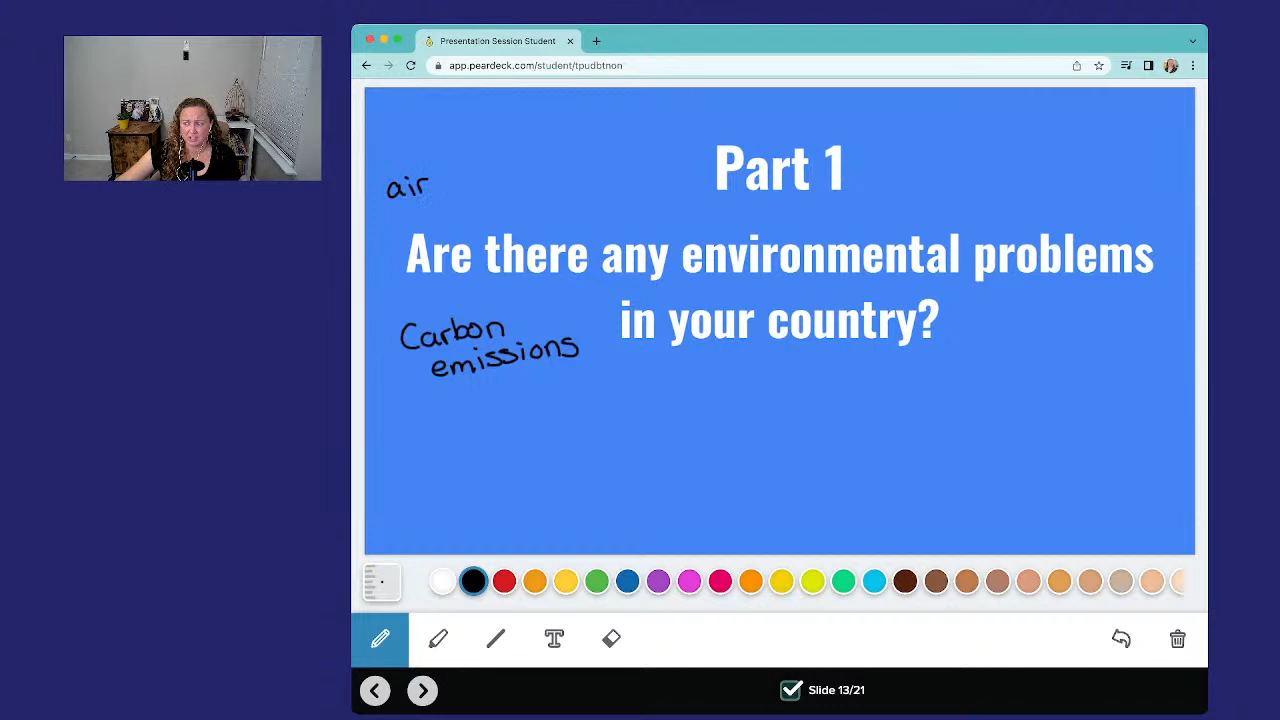 Presentation Session Student
app.peardeck.com/student/tpudbtnon
Part 1
air
Are there any environmental problems
in your country?
Carbon
emissions
Slide 13/21